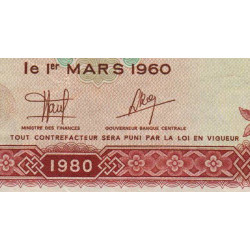 le 1er MARS 1960
MINISTRE DES FINANCES GOUVERNEUR BANQUE CENTRALE
TOUT CONTREFACTEUR SERA PUNI PAR LA LOI EN VIGUEUR
1980